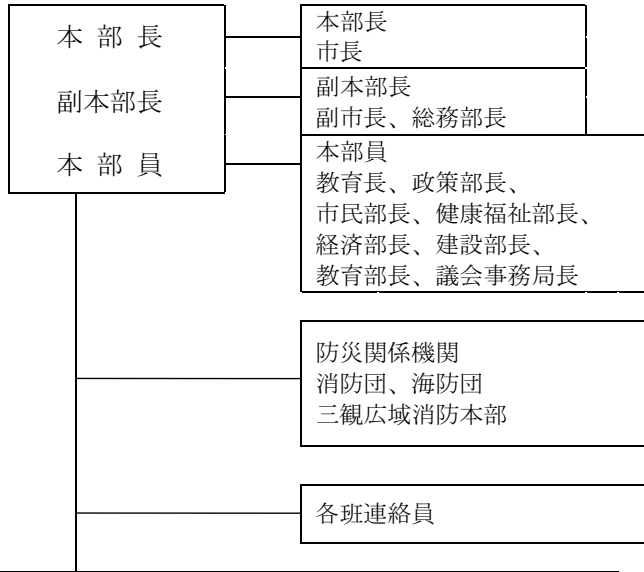 本部長
副本部長
本部員
本部長
市長
副本部長
副市長、総務部長
本部員
教育長、政策部長、
市民部長、健康福祉部長、
経済部長、建設部長、
教育部長、議会事務局長
防災関係機関
消防団、海防団
三観広域消防本部
各班連絡員